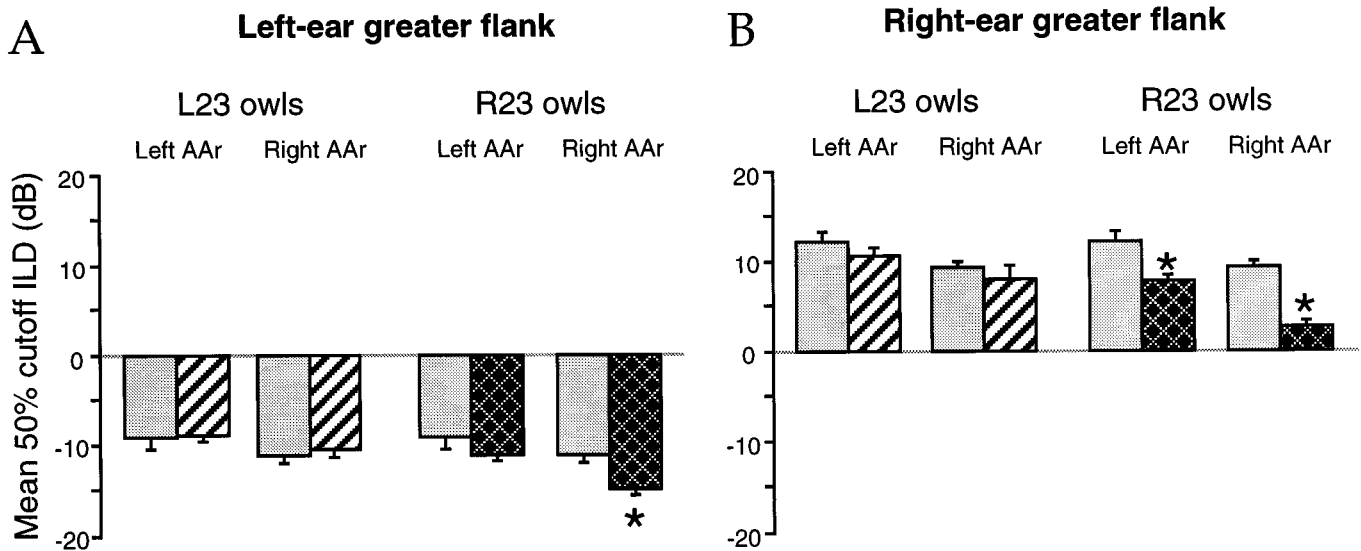 A
Left-ear greater flank
L23 owls
R23 owls
Left AAr
Right AAr
Left AAr
Right AAr
Mean 50% cutoff ILD (dB)
20
10
0
-10
-20
*
B
Right-ear greater flank
L23 owls
R23 owls
Left AAr
Right AAr
Left AAr
Right AAr
20
10
0
-10
-20
*
*